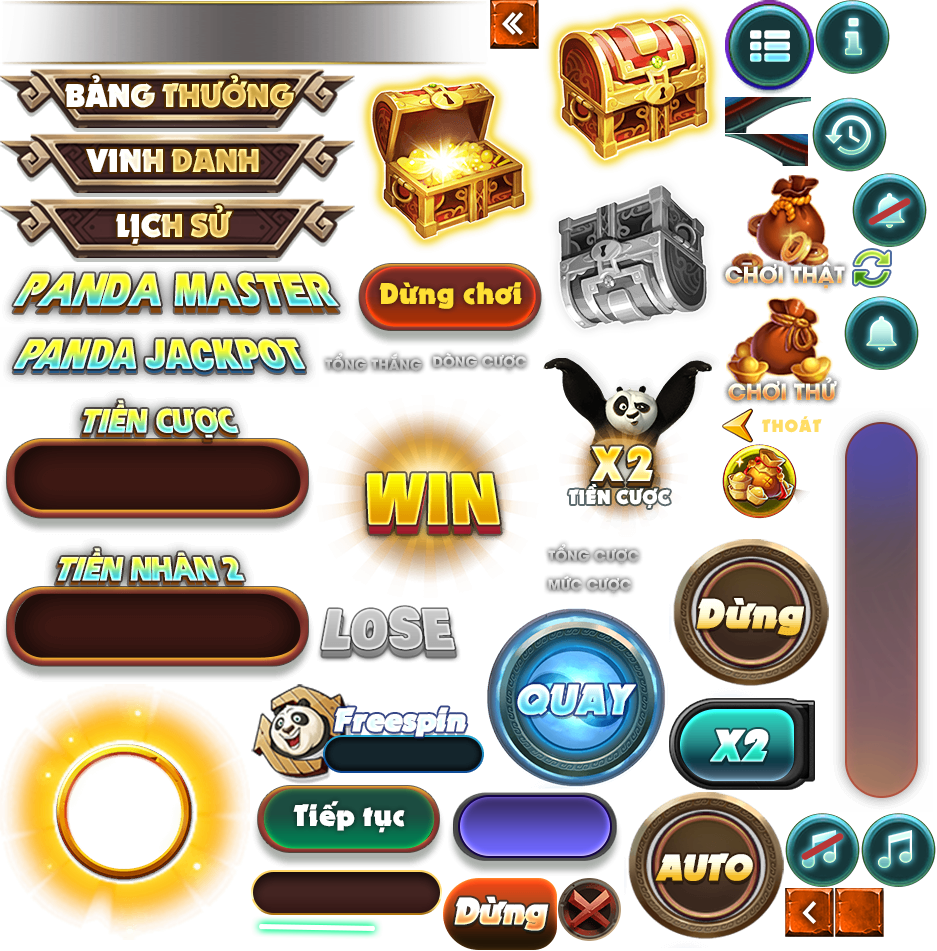 BẢNG THƯỞNG
VINH DANH
LỊCH SỬ
PANDA MASTER
Dừng chơi
CHƠI THẬT
PANDA JACKPOT
TỔNG THẮNG
DÒNG CƯỢC
CHƠI THỬ
TIỀN CƯỢC
THOÁT
X2
TIỀN CƯỢC
WIN
TỔNG CƯỢC
MỨC CƯỢC
TIỀN NHÂN 2
LOSE
Dừng
QUAY
Freespin
X2
Tiếp tục
AUTO
Dừng